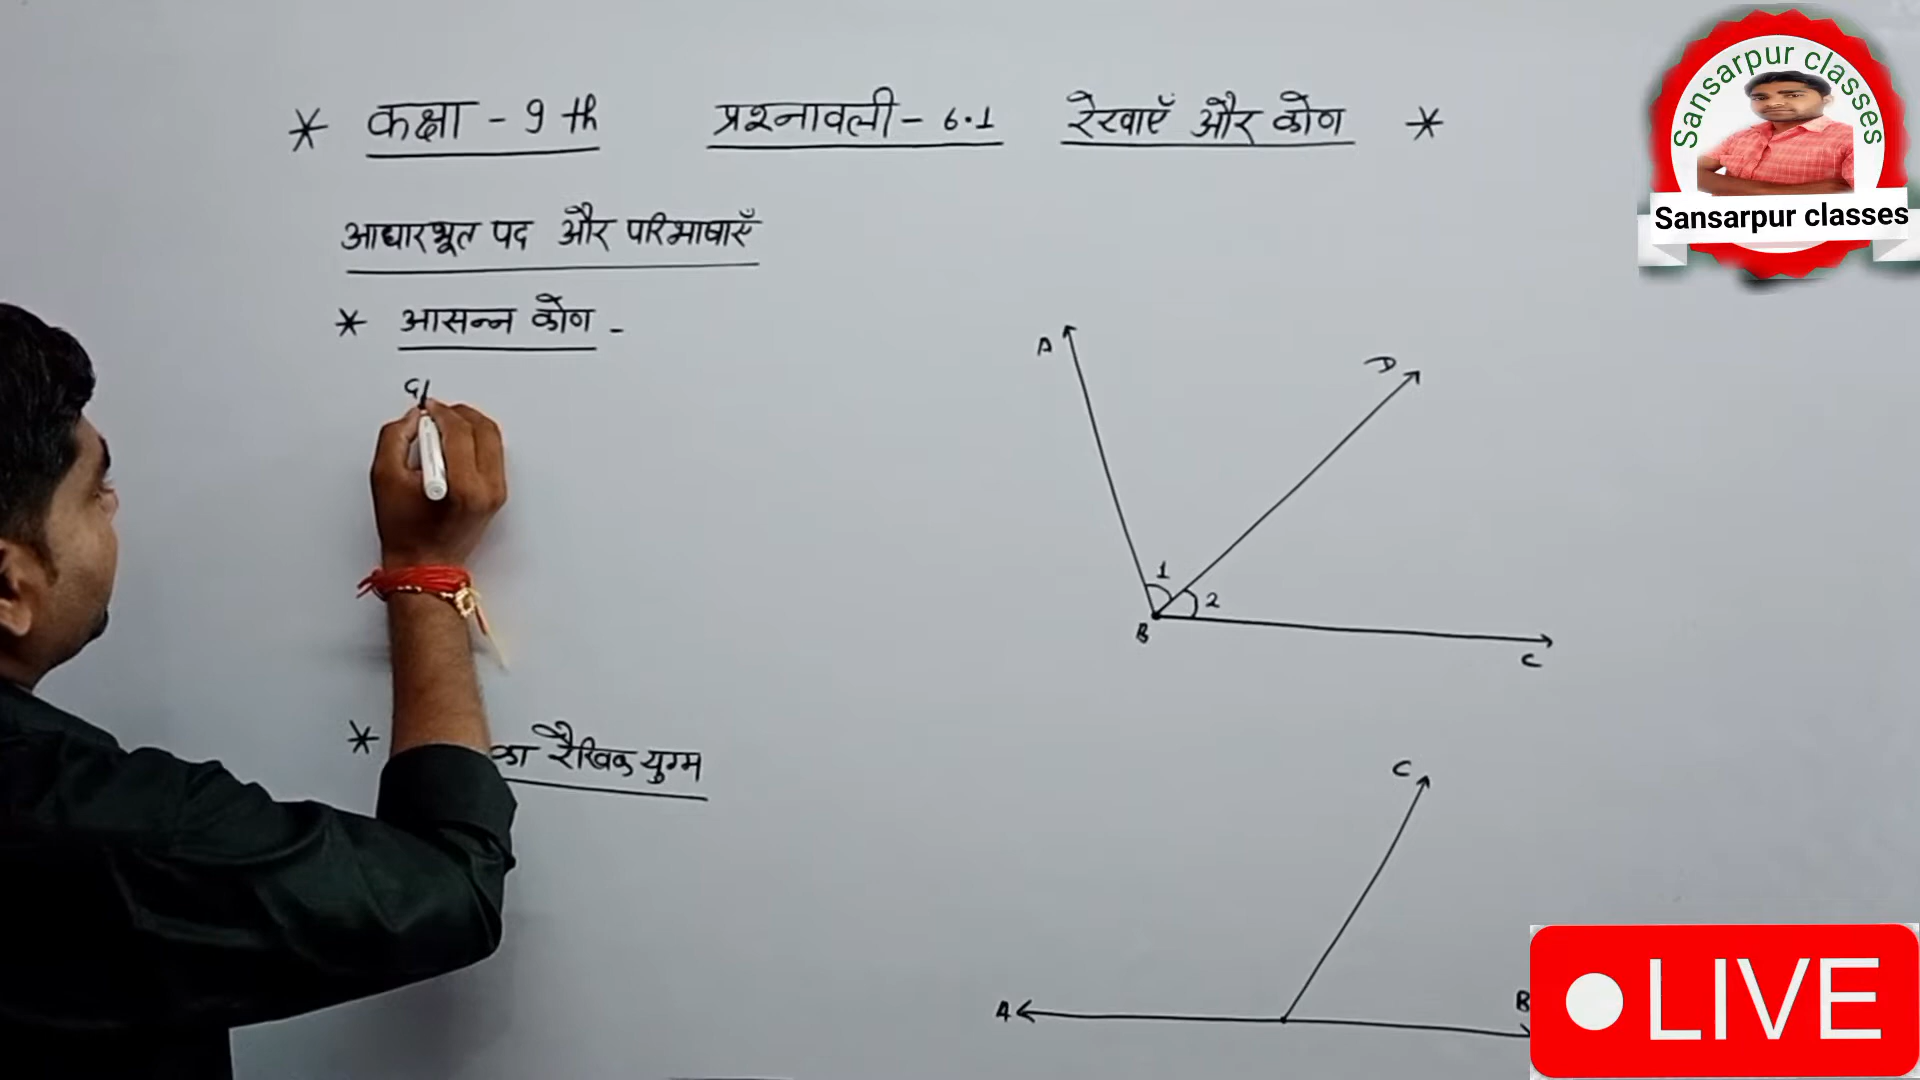 * कक्षा - 9 th प्रश्नावली - 6.1 रेखाएँ और कोण *
Sansarpur classes
Sansarpur classes
आधारभूत पद और परिभाषाएँ
* आसन्न कोण -
A
D
1
2
B
C
* का रैखिक युग्म
C
A
B
LIVE